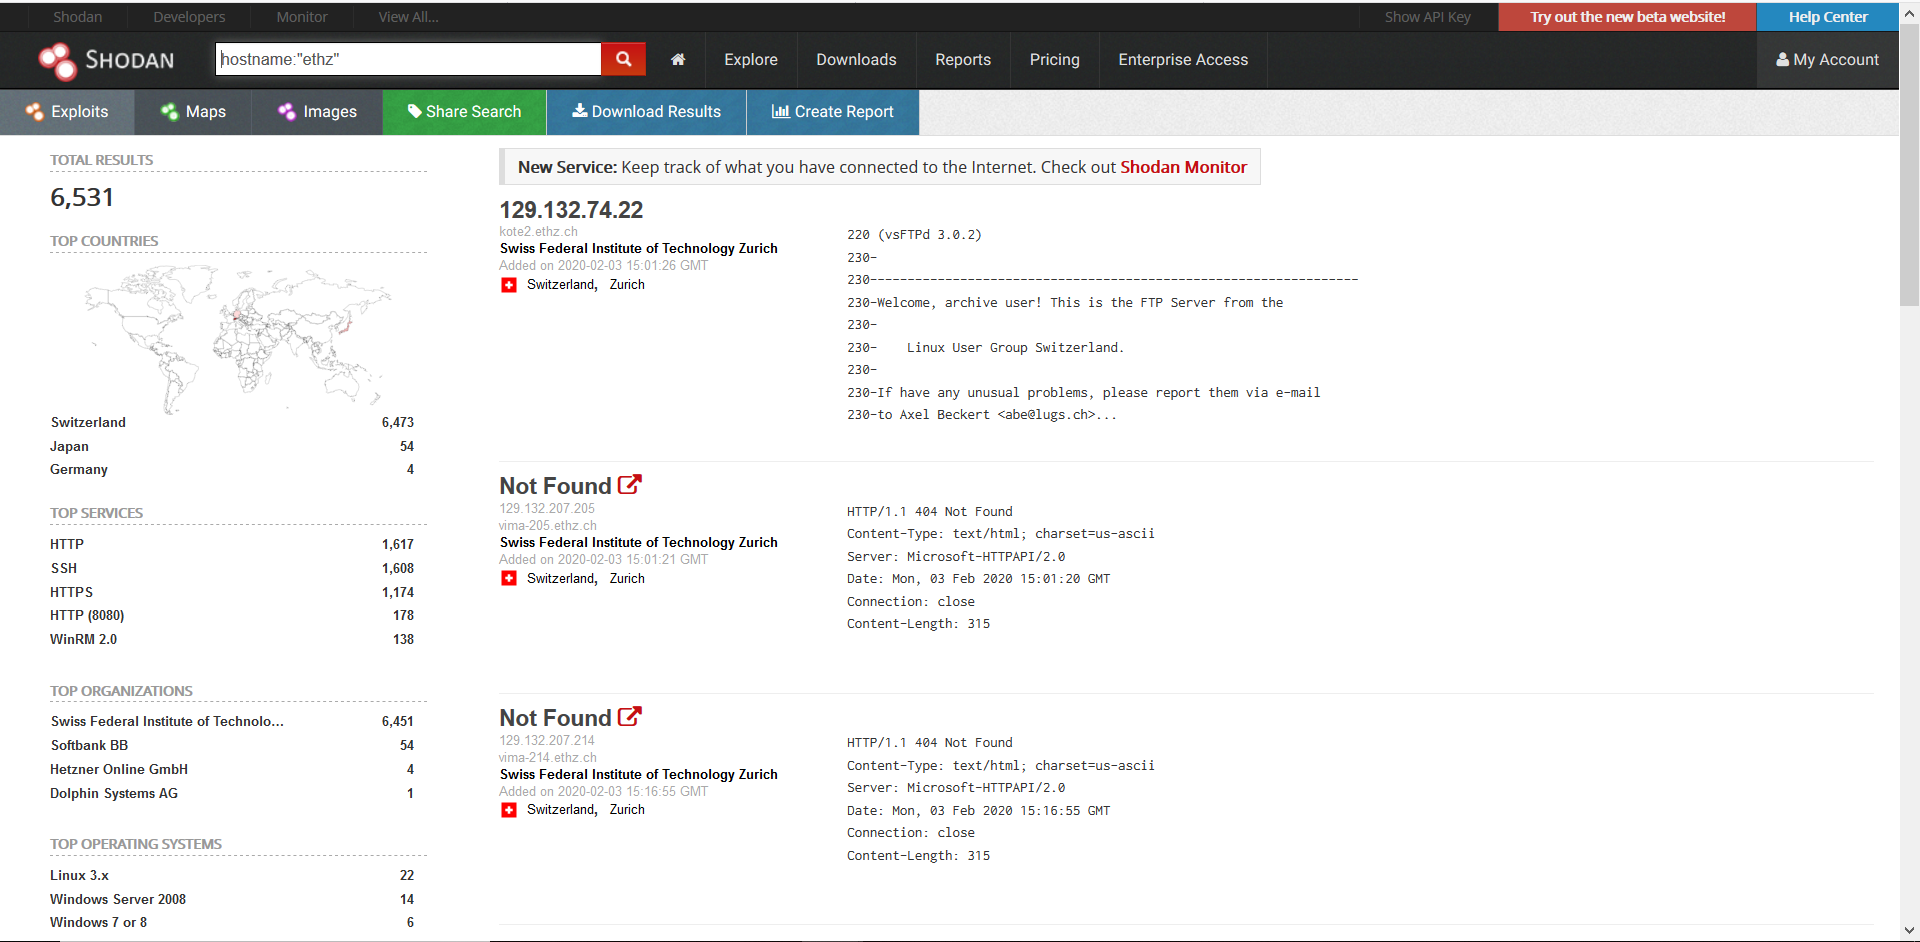 Shodan Developers Monitor View All... Show API Key Try out the new beta website! Help Center
SHODAN hostname:"ethz" Explore Downloads Reports Pricing Enterprise Access My Account
Exploits Maps Images Share Search Download Results Create Report
TOTAL RESULTS
6,531
TOP COUNTRIES
Switzerland 6,473
Japan 54
Germany 4
TOP SERVICES
HTTP 1,617
SSH 1,608
HTTPS 1,174
HTTP (8080) 178
WinRM 2.0 138
TOP ORGANIZATIONS
Swiss Federal Institute of Technolo... 6,451
Softbank BB 54
Hetzner Online GmbH 4
Dolphin Systems AG 1
TOP OPERATING SYSTEMS
Linux 3.x 22
Windows Server 2008 14
Windows 7 or 8 6
New Service: Keep track of what you have connected to the Internet. Check out Shodan Monitor
129.132.74.22
kote2.ethz.ch
Swiss Federal Institute of Technology Zurich
Added on 2020-02-03 15:01:26 GMT
Switzerland, Zurich
220 (vsFTPd 3.0.2)
230-
230-----------------------------------------------------------------
230-Welcome, archive user! This is the FTP Server from the
230-
230-    Linux User Group Switzerland.
230-
230-If have any unusual problems, please report them via e-mail
230-to Axel Beckert <abe@lugs.ch>...
Not Found
129.132.207.205
vima-205.ethz.ch
Swiss Federal Institute of Technology Zurich
Added on 2020-02-03 15:01:21 GMT
Switzerland, Zurich
HTTP/1.1 404 Not Found
Content-Type: text/html; charset=us-ascii
Server: Microsoft-HTTPAPI/2.0
Date: Mon, 03 Feb 2020 15:01:20 GMT
Connection: close
Content-Length: 315
Not Found
129.132.207.214
vima-214.ethz.ch
Swiss Federal Institute of Technology Zurich
Added on 2020-02-03 15:16:55 GMT
Switzerland, Zurich
HTTP/1.1 404 Not Found
Content-Type: text/html; charset=us-ascii
Server: Microsoft-HTTPAPI/2.0
Date: Mon, 03 Feb 2020 15:16:55 GMT
Connection: close
Content-Length: 315